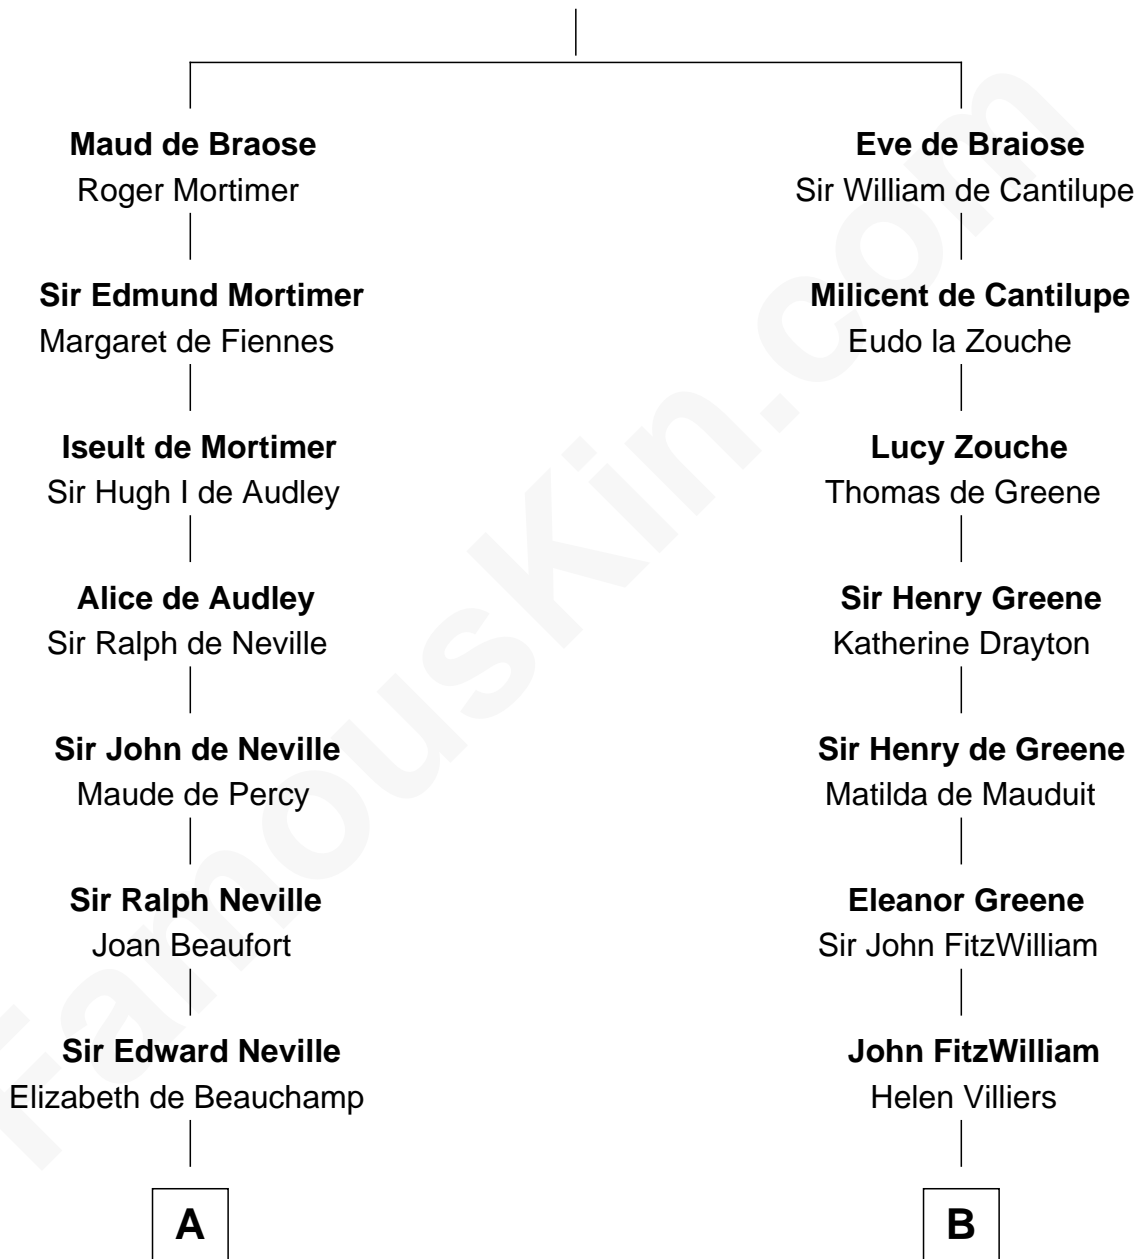 Maud de Braose
Roger Mortimer
Sir Edmund Mortimer
Margaret de Fiennes
Iseult de Mortimer
Sir Hugh I de Audley
Alice de Audley
Sir Ralph de Neville
Sir John de Neville
Maude de Percy
Sir Ralph Neville
Joan Beaufort
Sir Edward Neville
Elizabeth de Beauchamp
A
Eve de Braiose
Sir William de Cantilupe
Milicent de Cantilupe
Eudo la Zouche
Lucy Zouche
Thomas de Greene
Sir Henry Greene
Katherine Drayton
Sir Henry de Greene
Matilda de Mauduit
Eleanor Greene
Sir John FitzWilliam
John FitzWilliam
Helen Villiers
B
FamousKin.com